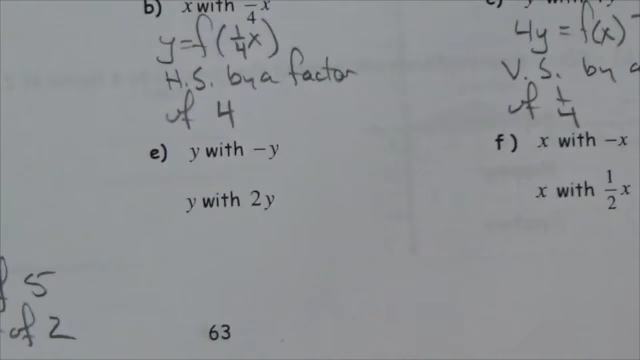 b) x with 1/4 x
y = f(1/4 x)
H.S. by a factor
of 4
4y = f(x)
V.S. by a
of 1/4
e) y with −y
y with 2y
f) x with −x
x with 1/2 x
of 5
of 2
63